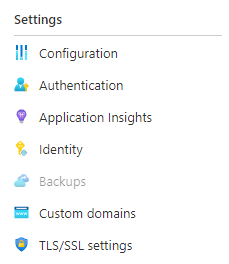 Settings
Configuration
Authentication
Application Insights
Identity
Backups
Custom domains
TLS/SSL settings